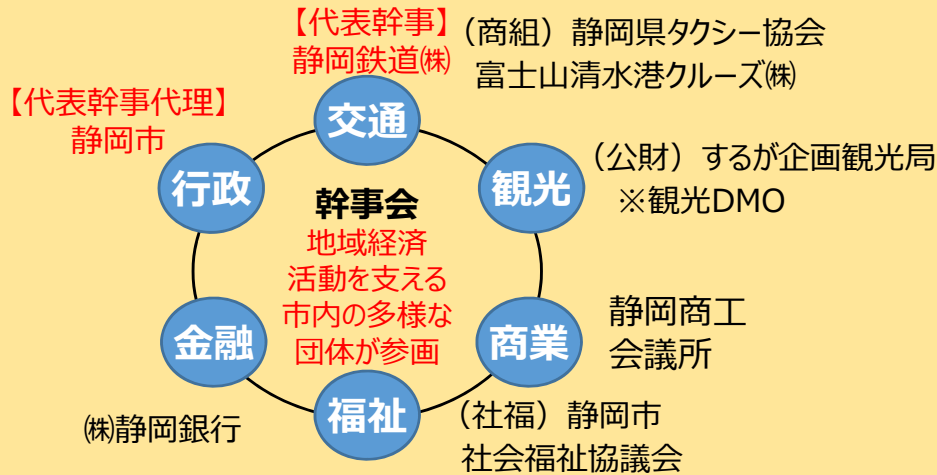 【代表幹事】
静岡鉄道㈱
（商組）静岡県タクシー協会
富士山清水港クルーズ㈱
【代表幹事代理】
静岡市
交通
行政
観光
（公財）するが企画観光局
※観光DMO
幹事会
地域経済
活動を支える
市内の多様な
団体が参画
金融
商業
静岡商工
会議所
福祉
㈱静岡銀行
（社福）静岡市
社会福祉協議会